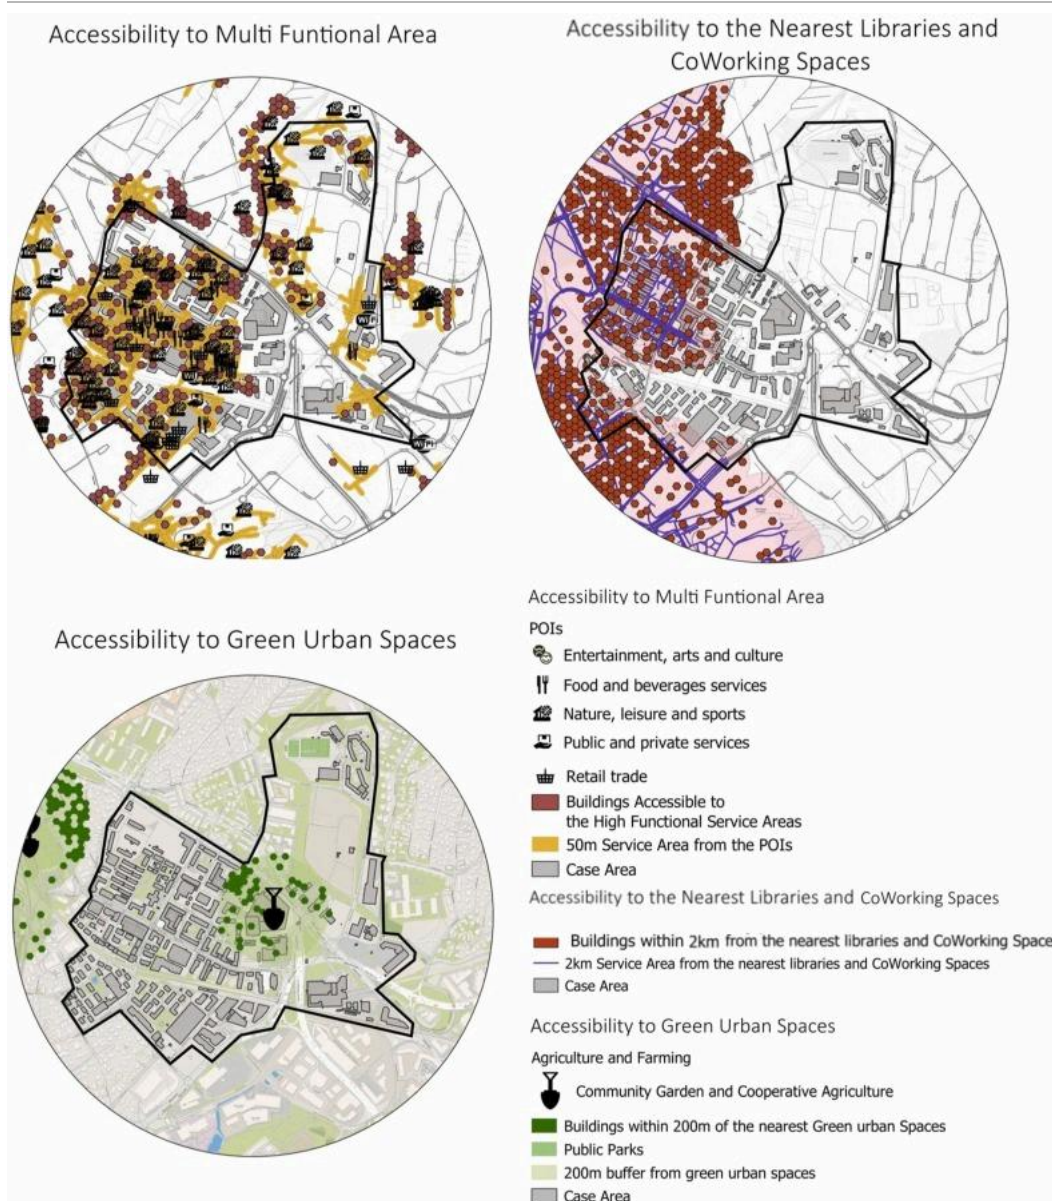 Accessibility to Multi Funtional Area
Accessibility to the Nearest Libraries and
CoWorking Spaces
Accessibility to Green Urban Spaces
Accessibility to Multi Funtional Area
POIs
Entertainment, arts and culture
Food and beverages services
Nature, leisure and sports
Public and private services
Retail trade
Buildings Accessible to
the High Functional Service Areas
50m Service Area from the POIs
Case Area
Accessibility to the Nearest Libraries and CoWorking Spaces
Buildings within 2km from the nearest libraries and CoWorking Space
2km Service Area from the nearest libraries and CoWorking Spaces
Case Area
Accessibility to Green Urban Spaces
Agriculture and Farming
Community Garden and Cooperative Agriculture
Buildings within 200m of the nearest Green urban Spaces
Public Parks
200m buffer from green urban spaces
Case Area